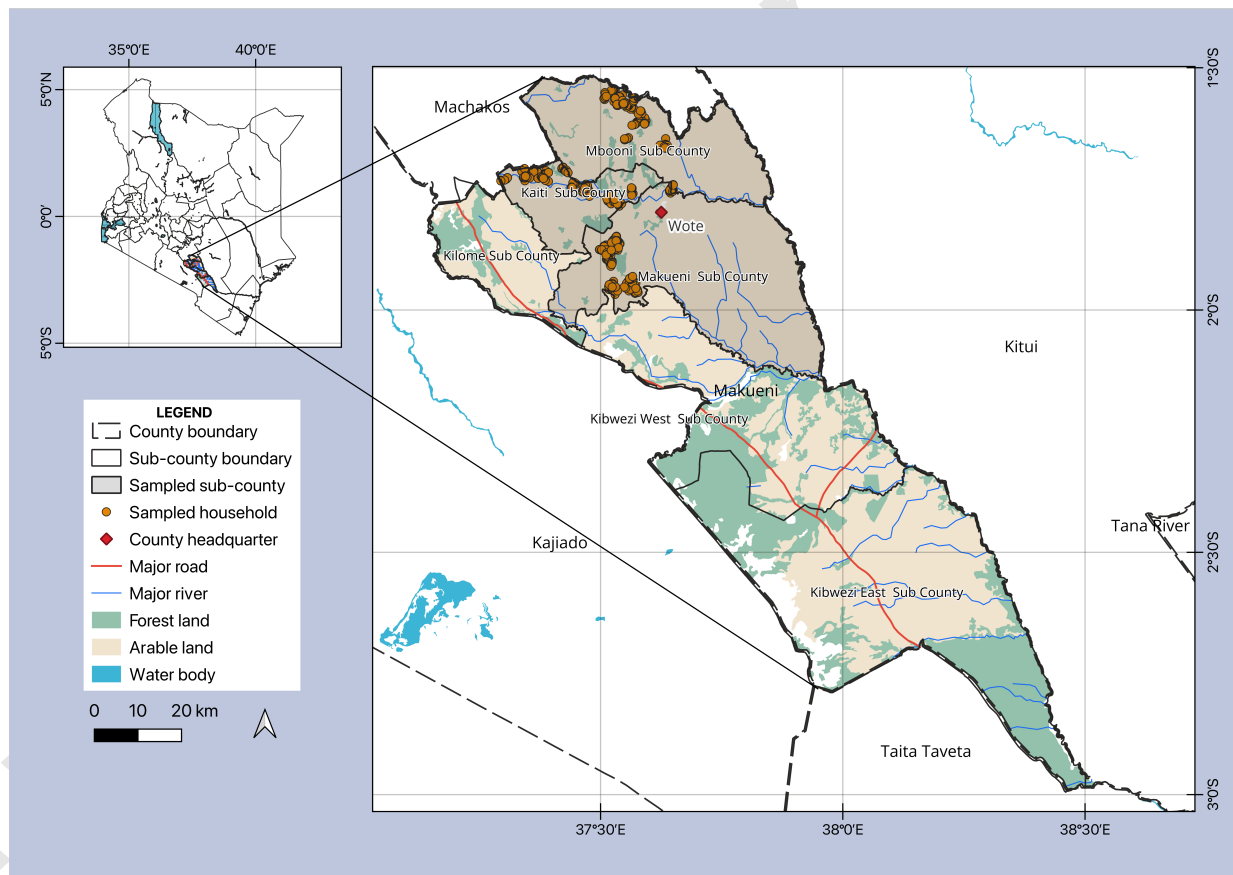 35°0′E 40°0′E
5°0′N
0°0′
5°0′S
1°30′S
2°0′S
2°30′S
3°0′S
37°30′E 38°0′E 38°30′E
Machakos
Mbooni Sub County
Kaiti Sub County
Wote
Kilome Sub County
Makueni Sub County
Kitui
Makueni
Kibwezi West Sub County
Tana River
Kajiado
Kibwezi East Sub County
Taita Taveta
LEGEND
County boundary
Sub-county boundary
Sampled sub-county
Sampled household
County headquarter
Major road
Major river
Forest land
Arable land
Water body
0 10 20 km